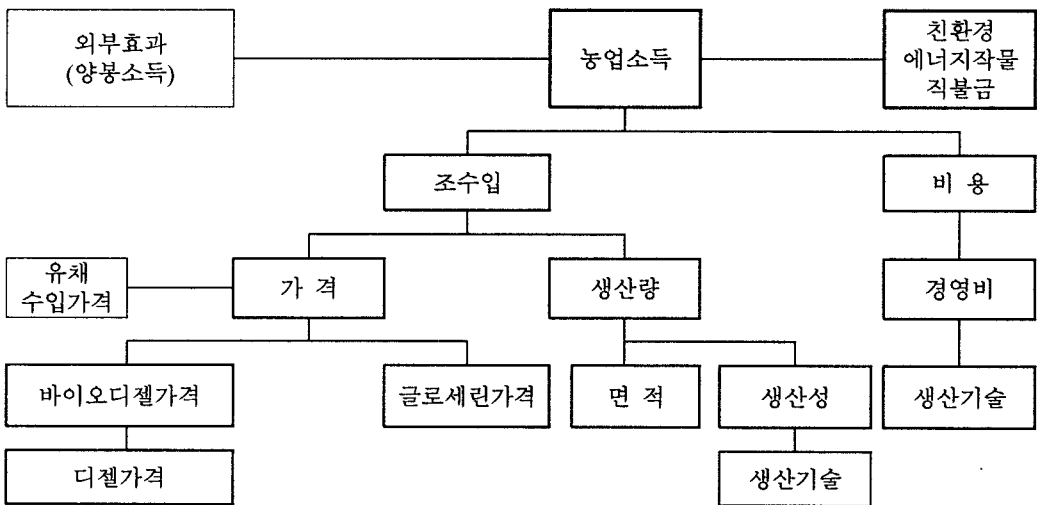 외부효과
(양봉소득)
농업소득
친환경
에너지작물
직불금
조수입
비 용
유채
수입가격
가 격
생산량
경영비
바이오디젤가격
글로세린가격
면 적
생산성
생산기술
디젤가격
생산기술